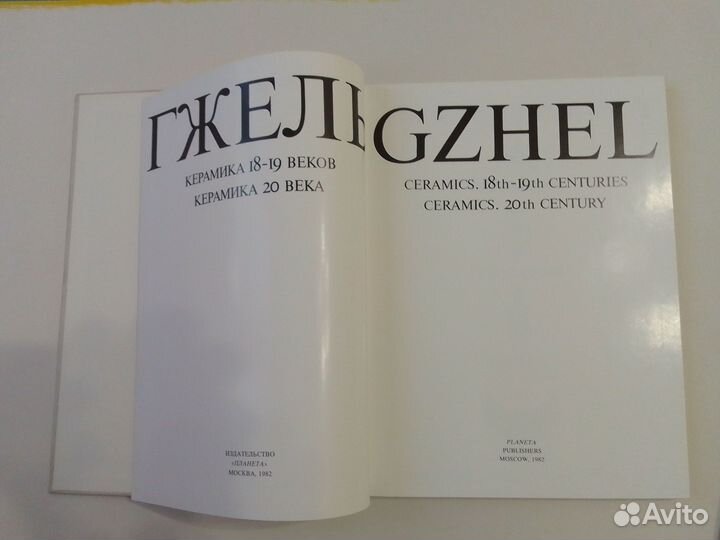 ГЖЕЛЬ
КЕРАМИКА 18-19 ВЕКОВ
КЕРАМИКА 20 ВЕКА
ИЗДАТЕЛЬСТВО
«ПЛАНЕТА»
МОСКВА, 1982
GZHEL
CERAMICS. 18th-19th CENTURIES
CERAMICS. 20th CENTURY
PLANETA
PUBLISHERS
MOSCOW, 1982
Avito